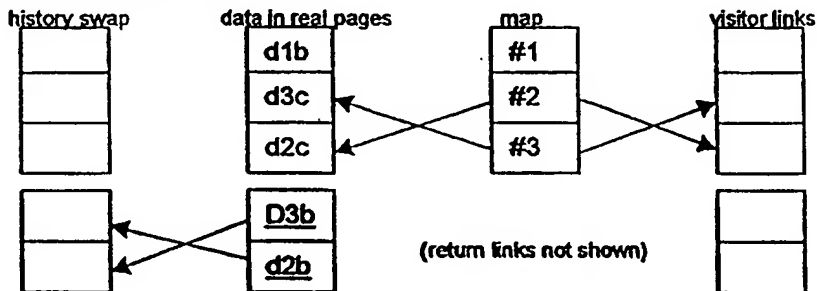 history swap data in real pages map visitor links
d1b #1
d3c #2
d2c #3
D3b
(return links not shown)
d2b